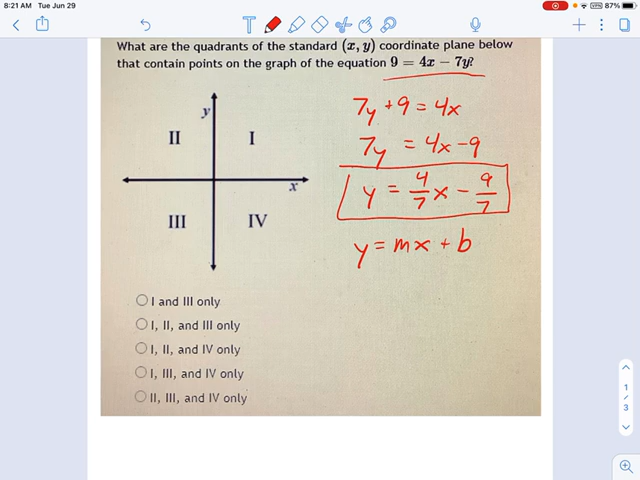 8:21 AM Tue Jun 29
VPN 87%
What are the quadrants of the standard (x, y) coordinate plane below
that contain points on the graph of the equation 9 = 4x − 7y?
7y + 9 = 4x
7y = 4x - 9
y = 4/7 x - 9/7
y = mx + b
y
II I
x
III IV
I and III only
I, II, and III only
I, II, and IV only
I, III, and IV only
II, III, and IV only
1
/
3